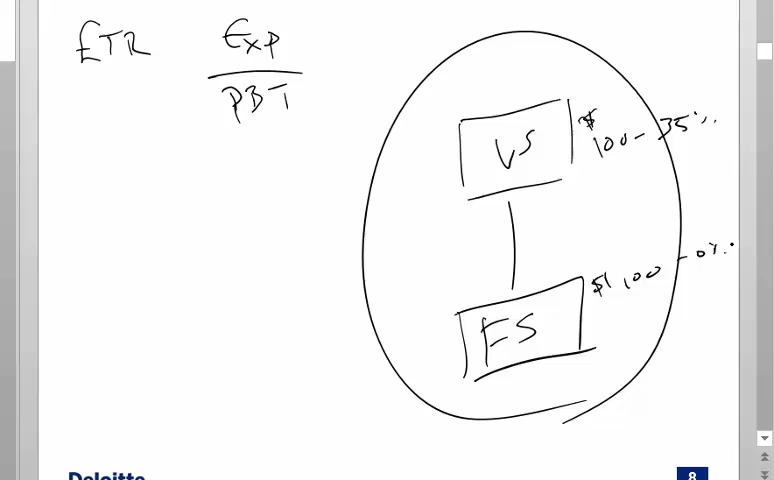 ETR
Exp
PBT
US
$
100 - 35%
$100 - 0%
FS
Deloitte
8